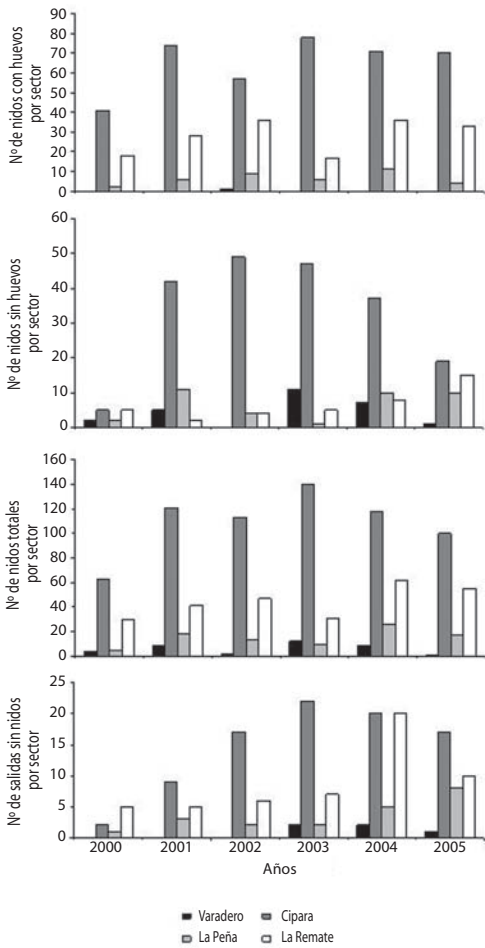 Nº de nidos con huevos
por sector
90
80
70
60
50
40
30
20
10
0
Nº de nidos sin huevos
por sector
60
50
40
30
20
10
0
Nº de nidos totales
por sector
160
140
120
100
80
60
40
20
0
Nº de salidas sin nidos
por sector
25
20
15
10
5
0
2000 2001 2002 2003 2004 2005
Años
Varadero Cipara
La Peña La Remate